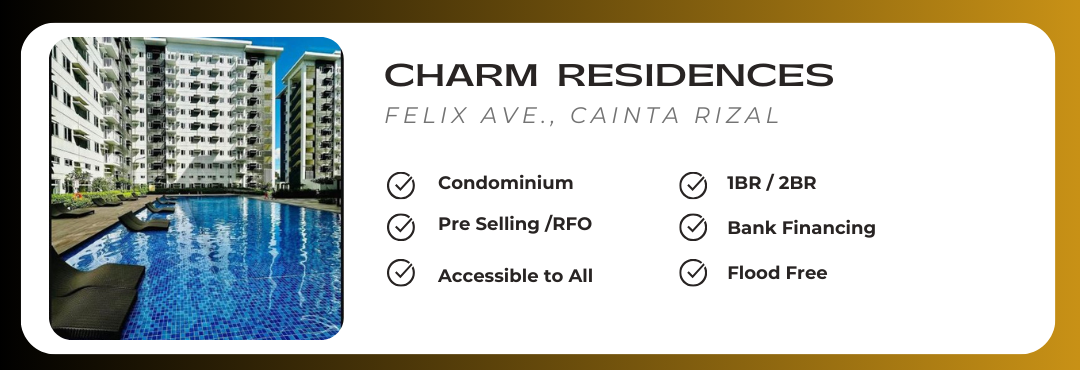 CHARM RESIDENCES
FELIX AVE., CAINTA RIZAL
Condominium
Pre Selling /RFO
Accessible to All
1BR / 2BR
Bank Financing
Flood Free